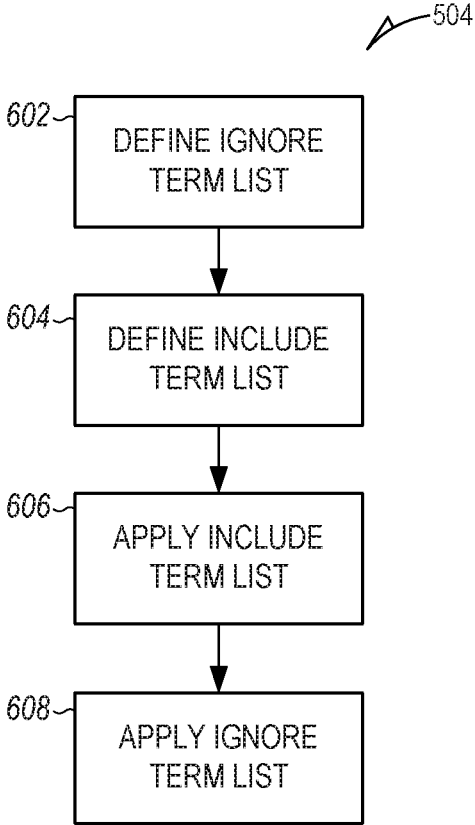 504
602
DEFINE IGNORE
TERM LIST
604
DEFINE INCLUDE
TERM LIST
606
APPLY INCLUDE
TERM LIST
608
APPLY IGNORE
TERM LIST